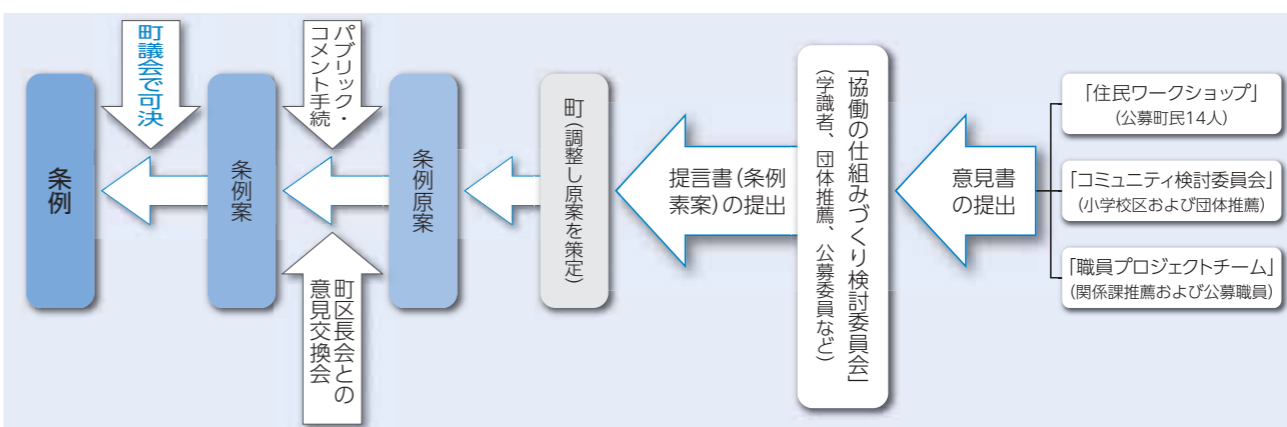 「住民ワークショップ」
(公募町民14人)
「コミュニティ検討委員会」
(小学校区および団体推薦)
「職員プロジェクトチーム」
(関係課推薦および公募職員)
意見書
の提出
「協働の仕組みづくり検討委員会」
(学識者、団体推薦、公募委員など)
提言書(条例
素案)の提出
町(調整し原案を策定)
条例原案
パブリック・
コメント手続
町区長会との
意見交換会
条例案
町議会で可決
条例